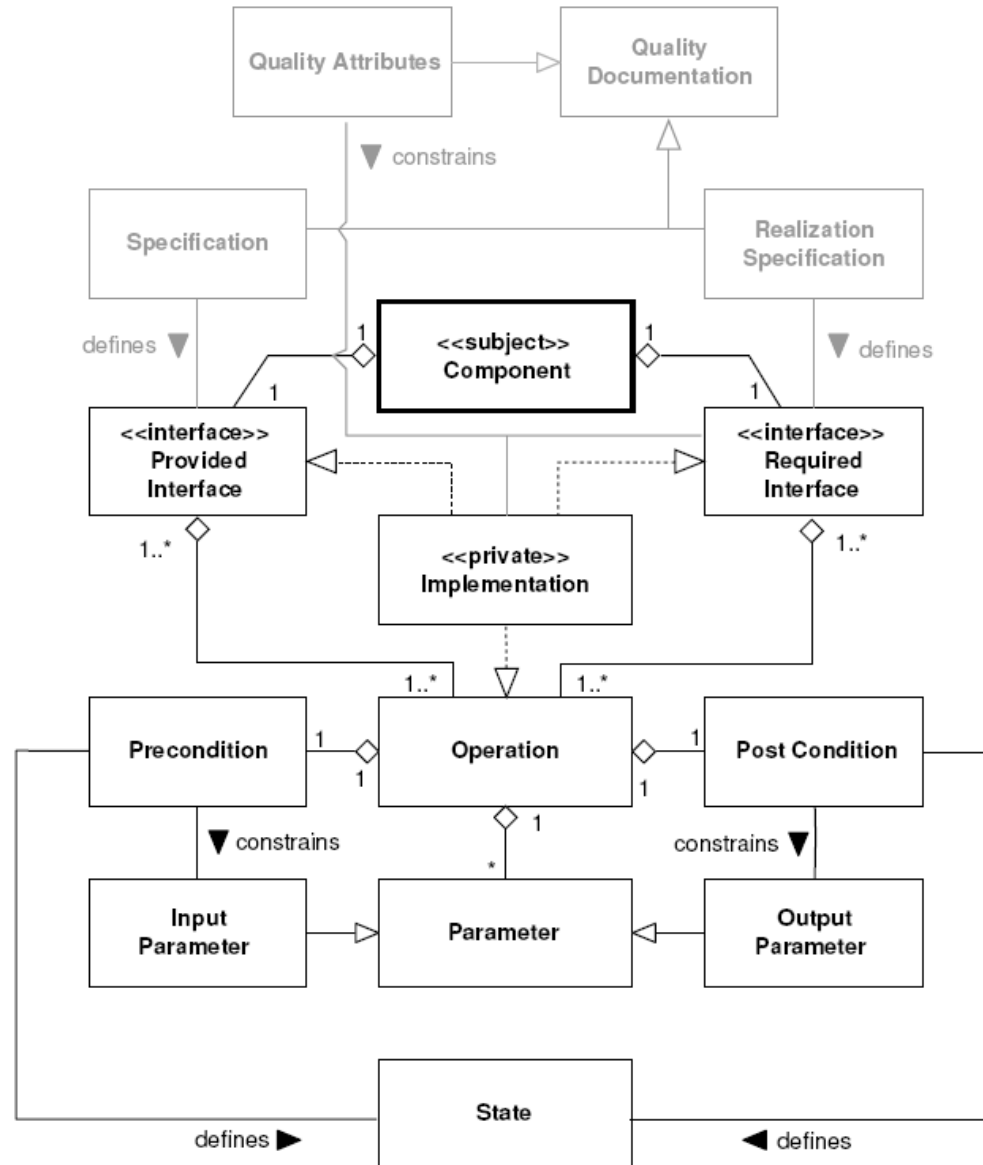 Quality Attributes
Quality
Documentation
constrains
Specification
Realization
Specification
defines
1
<<subject>>
Component
1
defines
1
1
<<interface>>
Provided
Interface
<<interface>>
Required
Interface
1..*
<<private>>
Implementation
1..*
1..*
1..*
Precondition
1
1
Operation
1
1
Post Condition
constrains
1
*
constrains
Input
Parameter
Parameter
Output
Parameter
State
defines
defines